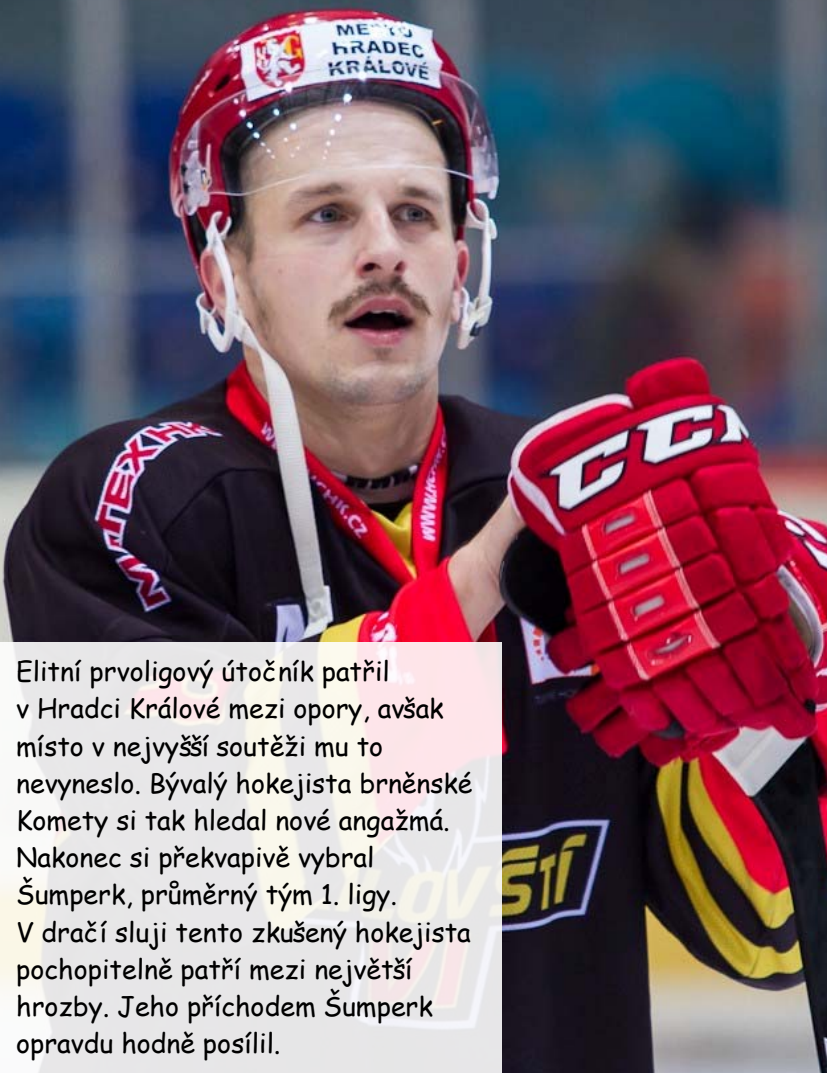 MĚSTO
HRADEC
KRÁLOVÉ
CCM
Elitní prvoligový útočník patřil
v Hradci Králové mezi opory, avšak
místo v nejvyšší soutěži mu to
nevyneslo. Bývalý hokejista brněnské
Komety si tak hledal nové angažmá.
Nakonec si překvapivě vybral
Šumperk, průměrný tým 1. ligy.
V dračí sluji tento zkušený hokejista
pochopitelně patří mezi největší
hrozby. Jeho příchodem Šumperk
opravdu hodně posílil.